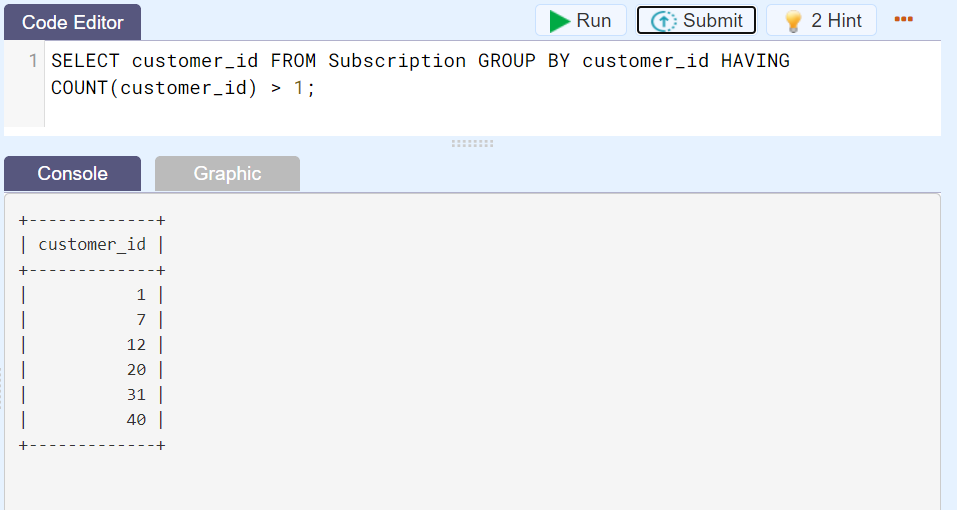 Code Editor
Run
Submit
2 Hint
1 SELECT customer_id FROM Subscription GROUP BY customer_id HAVING
COUNT(customer_id) > 1;
Console
Graphic
+-------------+
| customer_id |
+-------------+
|           1 |
|           7 |
|          12 |
|          20 |
|          31 |
|          40 |
+-------------+